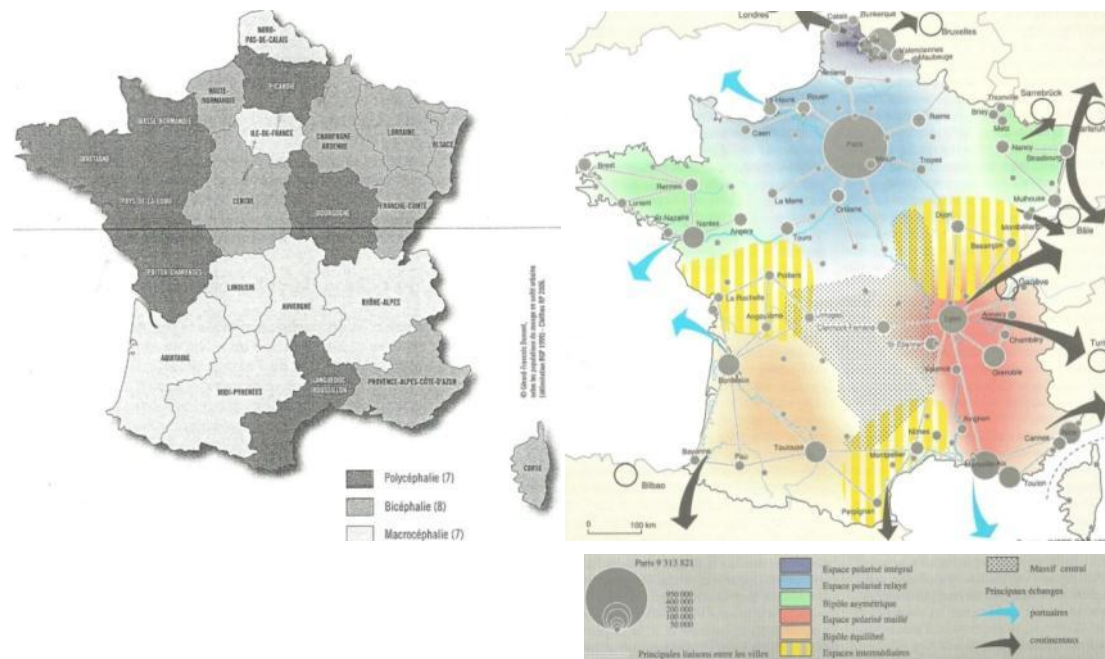 NORD-
PAS-DE-CALAIS
PICARDIE
HAUTE-
NORMANDIE
BASSE-NORMANDIE
ILE-DE-FRANCE
CHAMPAGNE
ARDENNE
LORRAINE
ALSACE
BRETAGNE
PAYS-DE-LA-LOIRE
CENTRE
BOURGOGNE
FRANCHE-COMTÉ
POITOU-CHARENTES
LIMOUSIN
AUVERGNE
RHÔNE-ALPES
AQUITAINE
MIDI-PYRÉNÉES
LANGUEDOC
ROUSSILLON
PROVENCE-ALPES-CÔTE-D'AZUR
CORSE
Polycéphalie (7)
Bicéphalie (8)
Macrocéphalie (7)
Londres
Calais
Dunkerque
Bruxelles
Valenciennes
Maubeuge
Amiens
Le Havre
Rouen
Caen
Reims
Paris
Melun
Thionville
Briey
Metz
Sarrebrück
Nancy
Strasbourg
Brest
Rennes
Lorient
St-Nazaire
Nantes
Angers
Le Mans
Tours
Orléans
Troyes
Mulhouse
Montbéliard
Bâle
Dijon
Besançon
Genève
Poitiers
La Rochelle
Angoulême
Limoges
Clermont-Ferrand
Lyon
Annecy
Chambéry
Grenoble
Valence
Bordeaux
Bayonne
Pau
Toulouse
Bilbao
Montpellier
Nîmes
Avignon
Perpignan
Marseille
Toulon
Cannes
Nice
0 100 km
Paris 9 313 821
950 000
400 000
200 000
100 000
50 000
Principales liaisons entre les villes
Espace polarisé intégral
Espace polarisé relayé
Bipôle asymétrique
Espace polarisé maillé
Bipôle équilibré
Espaces intermédiaires
Massif central
Principaux échanges
portuaires
continentaux